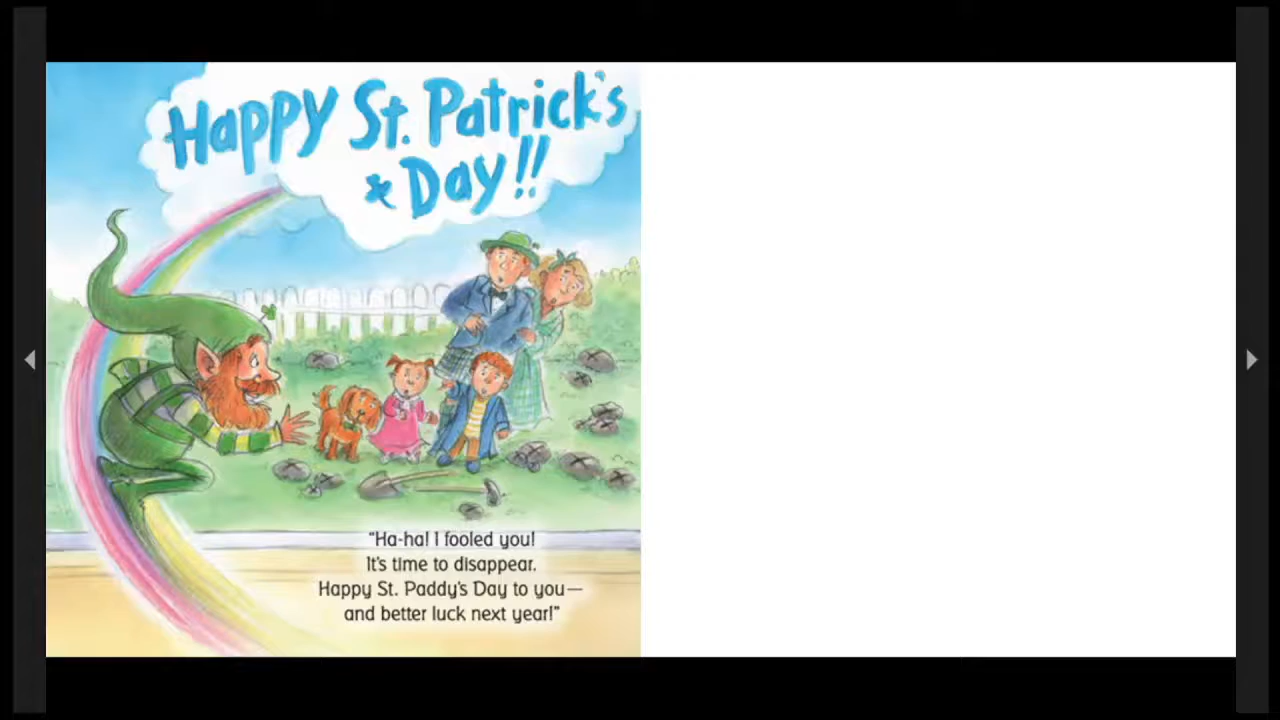 Happy St. Patrick's
Day!!
“Ha-ha! I fooled you!
It's time to disappear.
Happy St. Paddy's Day to you—
and better luck next year!”